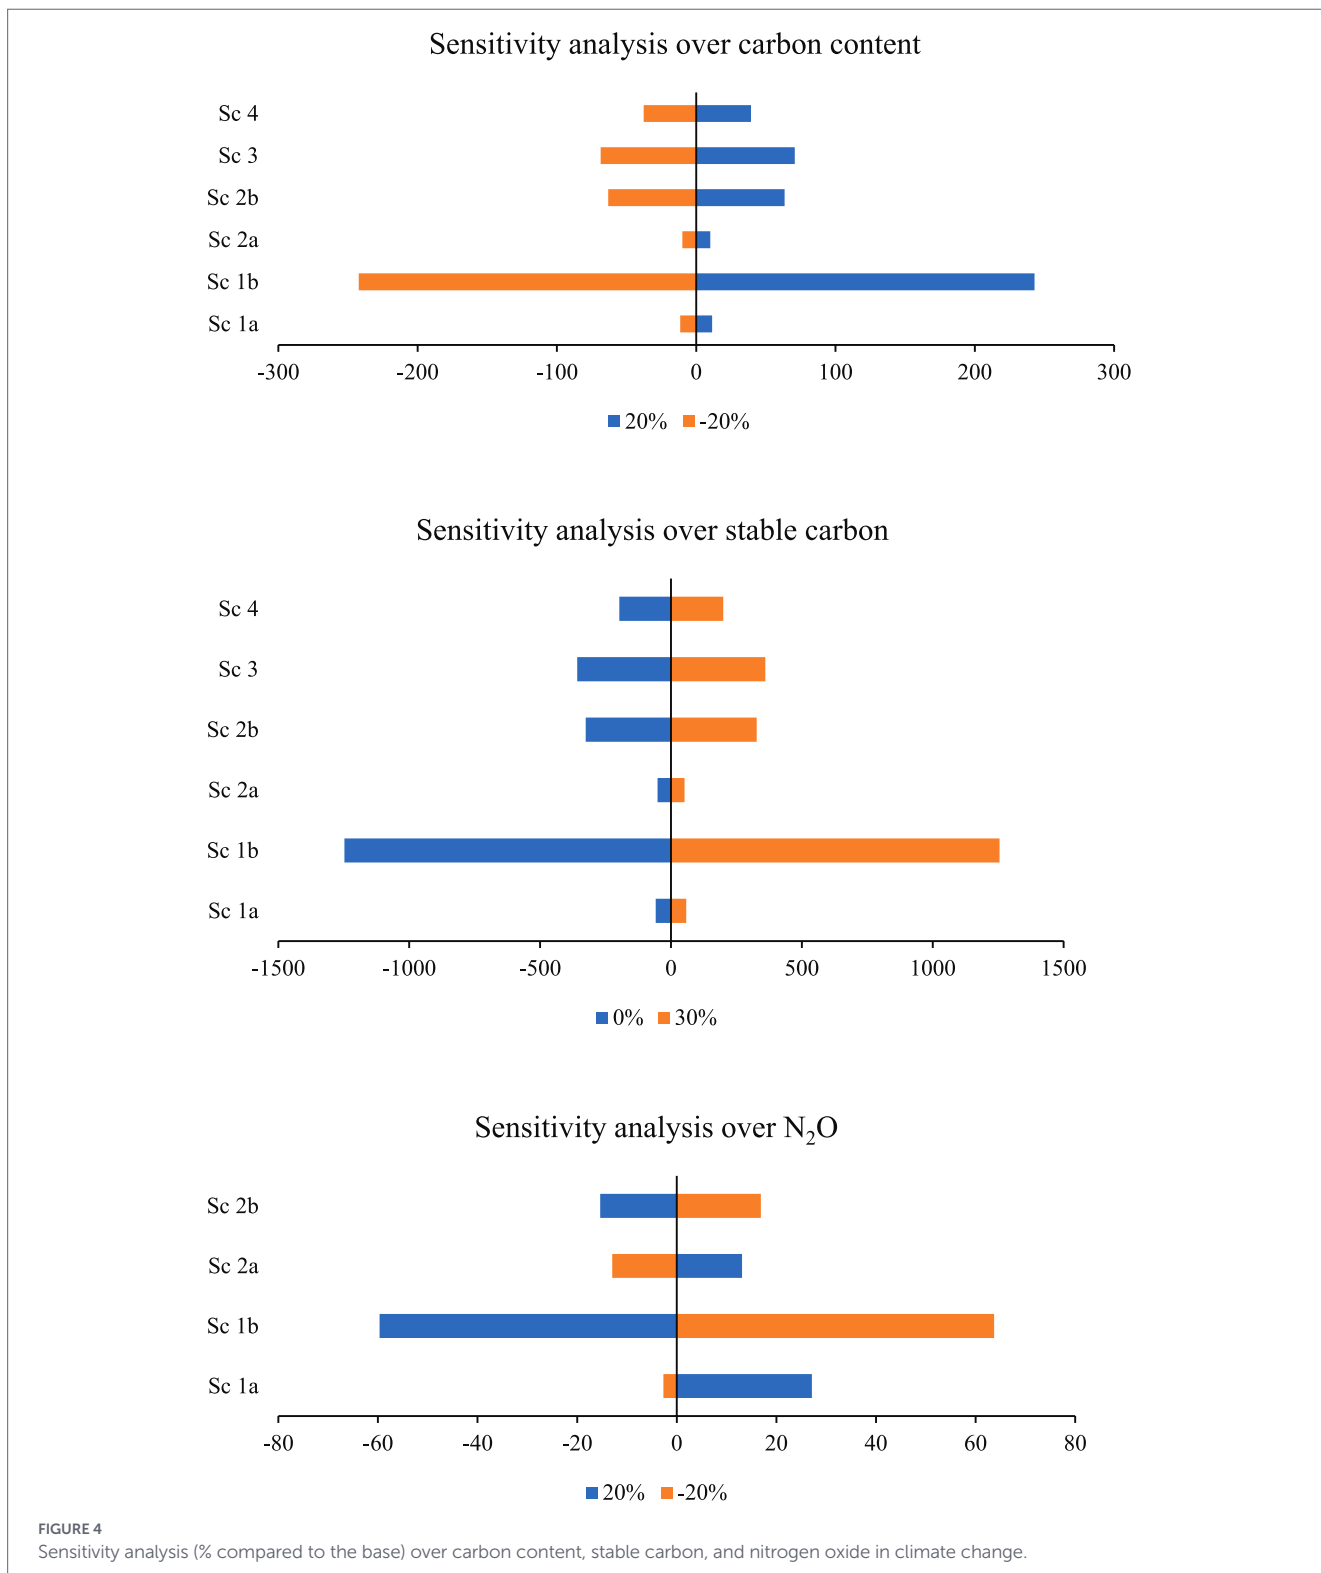 Sensitivity analysis over carbon content
Sc 4
Sc 3
Sc 2b
Sc 2a
Sc 1b
Sc 1a
-300 -200 -100 0 100 200 300
20% -20%
Sensitivity analysis over stable carbon
Sc 4
Sc 3
Sc 2b
Sc 2a
Sc 1b
Sc 1a
-1500 -1000 -500 0 500 1000 1500
0% 30%
Sensitivity analysis over N₂O
Sc 2b
Sc 2a
Sc 1b
Sc 1a
-80 -60 -40 -20 0 20 40 60 80
20% -20%
FIGURE 4
Sensitivity analysis (% compared to the base) over carbon content, stable carbon, and nitrogen oxide in climate change.